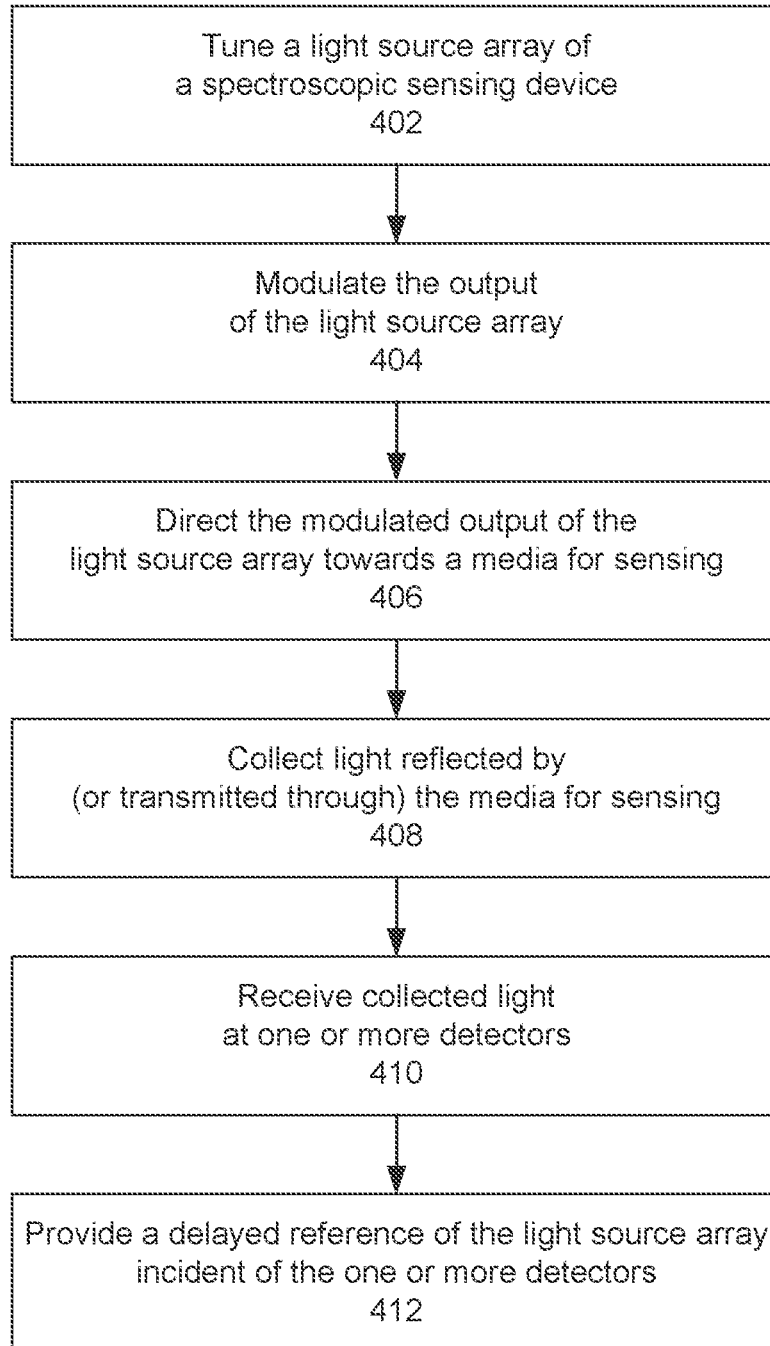 Tune a light source array of
a spectroscopic sensing device
402
Modulate the output
of the light source array
404
Direct the modulated output of the
light source array towards a media for sensing
406
Collect light reflected by
(or transmitted through) the media for sensing
408
Receive collected light
at one or more detectors
410
Provide a delayed reference of the light source array
incident of the one or more detectors
412